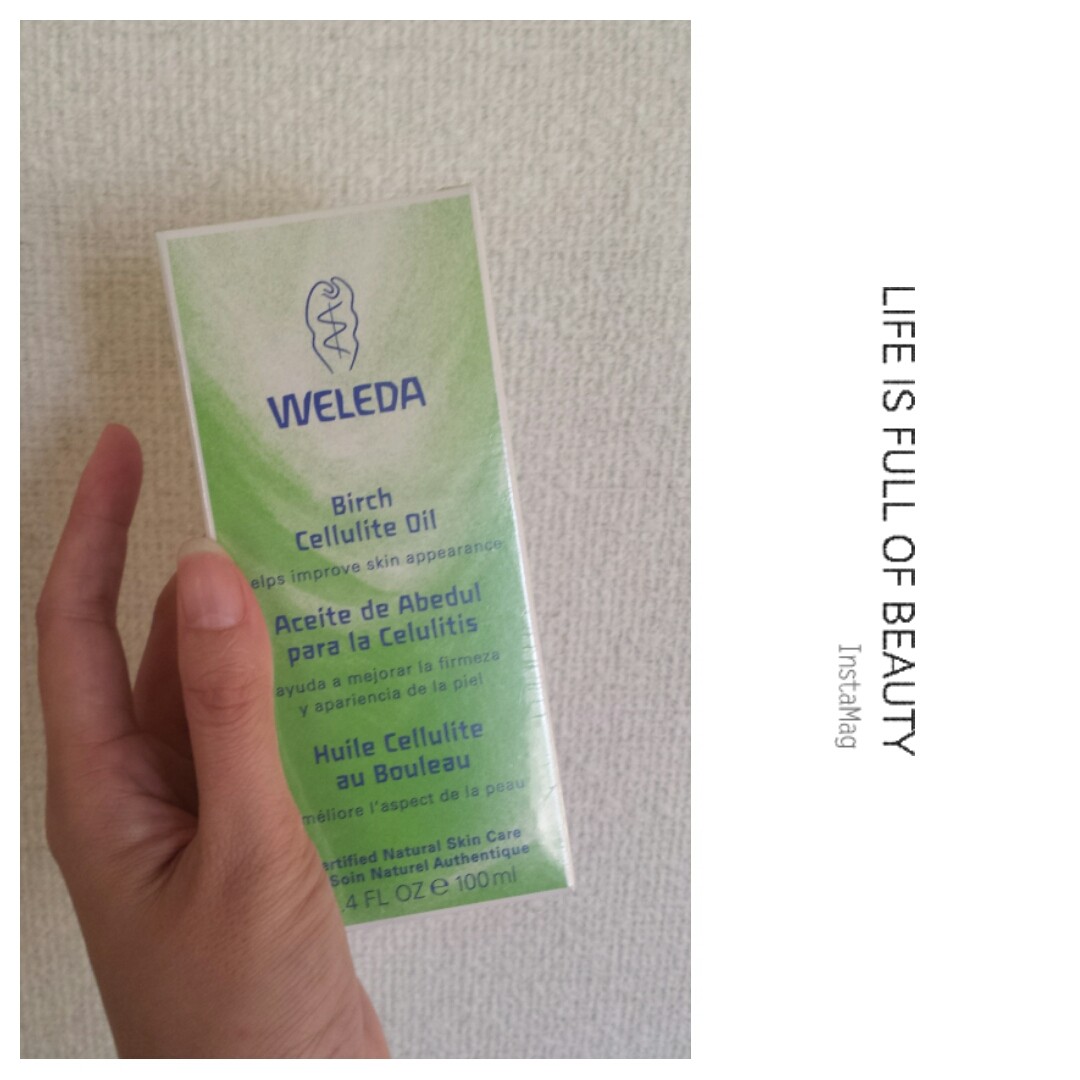 WELEDA
Birch
Cellulite Oil
elps improve skin appearance
Aceite de Abedul
para la Celulitis
ayuda a mejorar la firmeza
y apariencia de la piel
Huile Cellulite
au Bouleau
méliore l'aspect de la peau
ertified Natural Skin Care
Soin Naturel Authentique
.4 FL OZ e 100ml
LIFE IS FULL OF BEAUTY
InstaMag